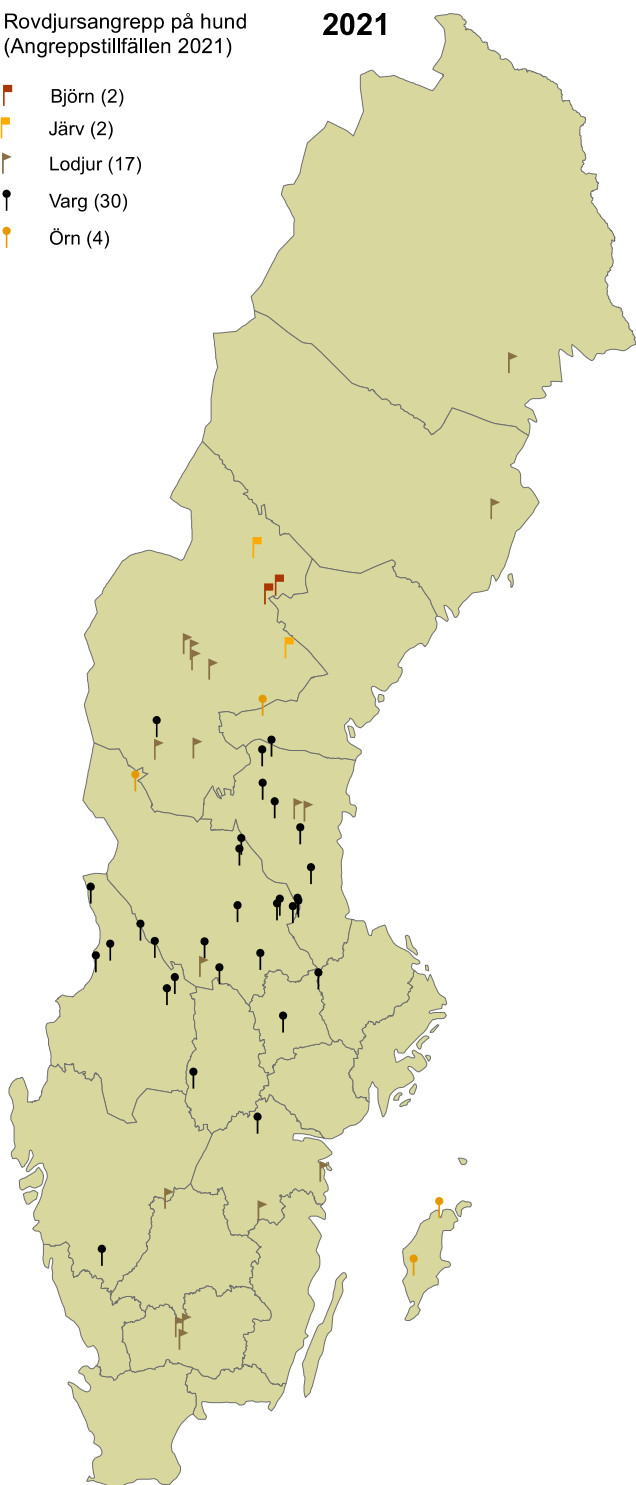 Rovdjursangrepp på hund
(Angreppstillfällen 2021)
2021
Björn (2)
Järv (2)
Lodjur (17)
Varg (30)
Örn (4)